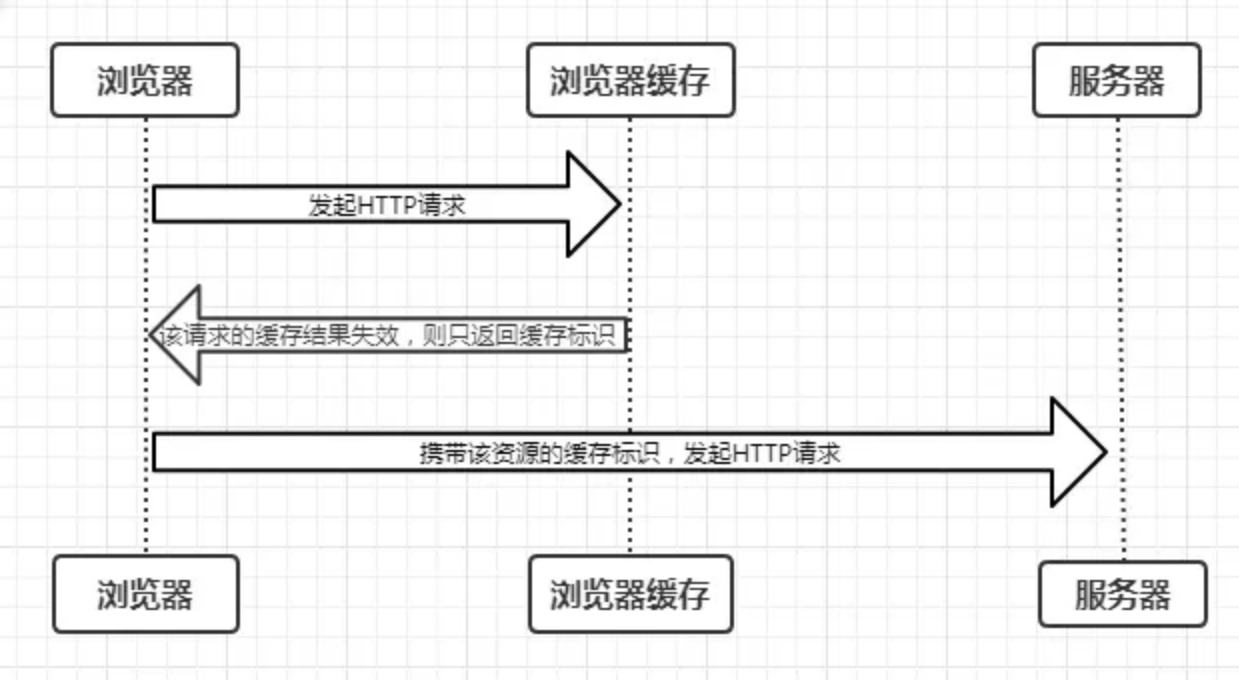 浏览器
浏览器缓存
服务器
发起HTTP请求
该请求的缓存结果失效，则只返回缓存标识
携带该资源的缓存标识，发起HTTP请求
浏览器
浏览器缓存
服务器